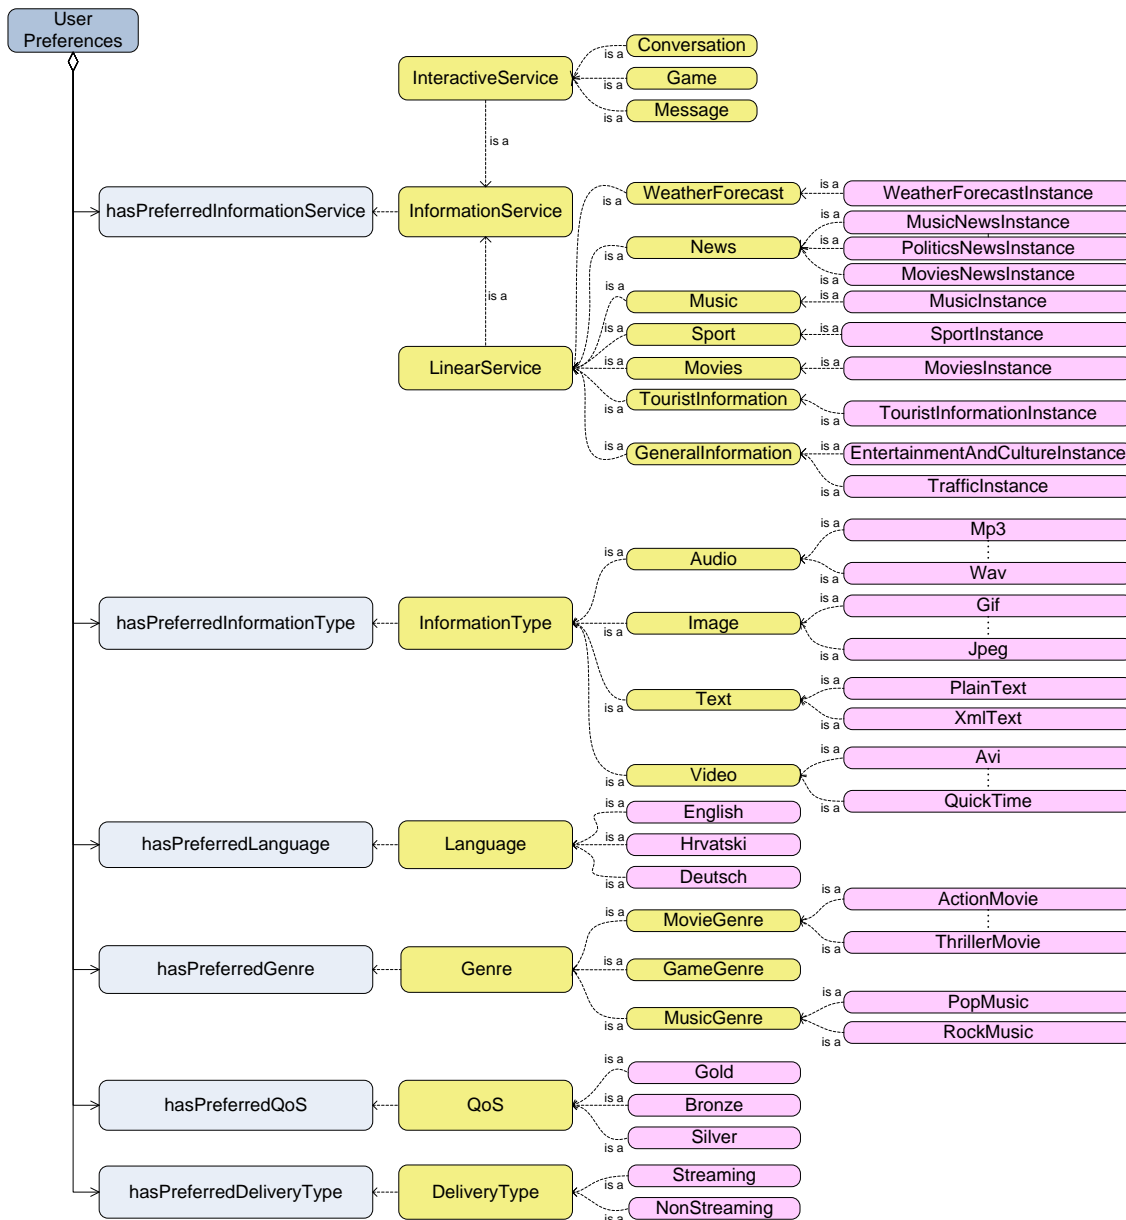 User
Preferences
InteractiveService
is a
Conversation
is a
Game
is a
Message
is a
hasPreferredInformationService
InformationService
is a
LinearService
is a
WeatherForecast
is a
WeatherForecastInstance
is a
News
is a
MusicNewsInstance
is a
PoliticsNewsInstance
is a
MoviesNewsInstance
is a
Music
is a
MusicInstance
is a
Sport
is a
SportInstance
is a
Movies
is a
MoviesInstance
is a
TouristInformation
is a
TouristInformationInstance
is a
GeneralInformation
is a
EntertainmentAndCultureInstance
is a
TrafficInstance
hasPreferredInformationType
InformationType
is a
Audio
is a
Mp3
is a
Wav
is a
Image
is a
Gif
is a
Jpeg
is a
Text
is a
PlainText
is a
XmlText
is a
Video
is a
Avi
is a
QuickTime
hasPreferredLanguage
Language
is a
English
is a
Hrvatski
is a
Deutsch
hasPreferredGenre
Genre
is a
MovieGenre
is a
ActionMovie
is a
ThrillerMovie
is a
GameGenre
is a
MusicGenre
is a
PopMusic
is a
RockMusic
hasPreferredQoS
QoS
is a
Gold
is a
Bronze
is a
Silver
hasPreferredDeliveryType
DeliveryType
is a
Streaming
is a
NonStreaming